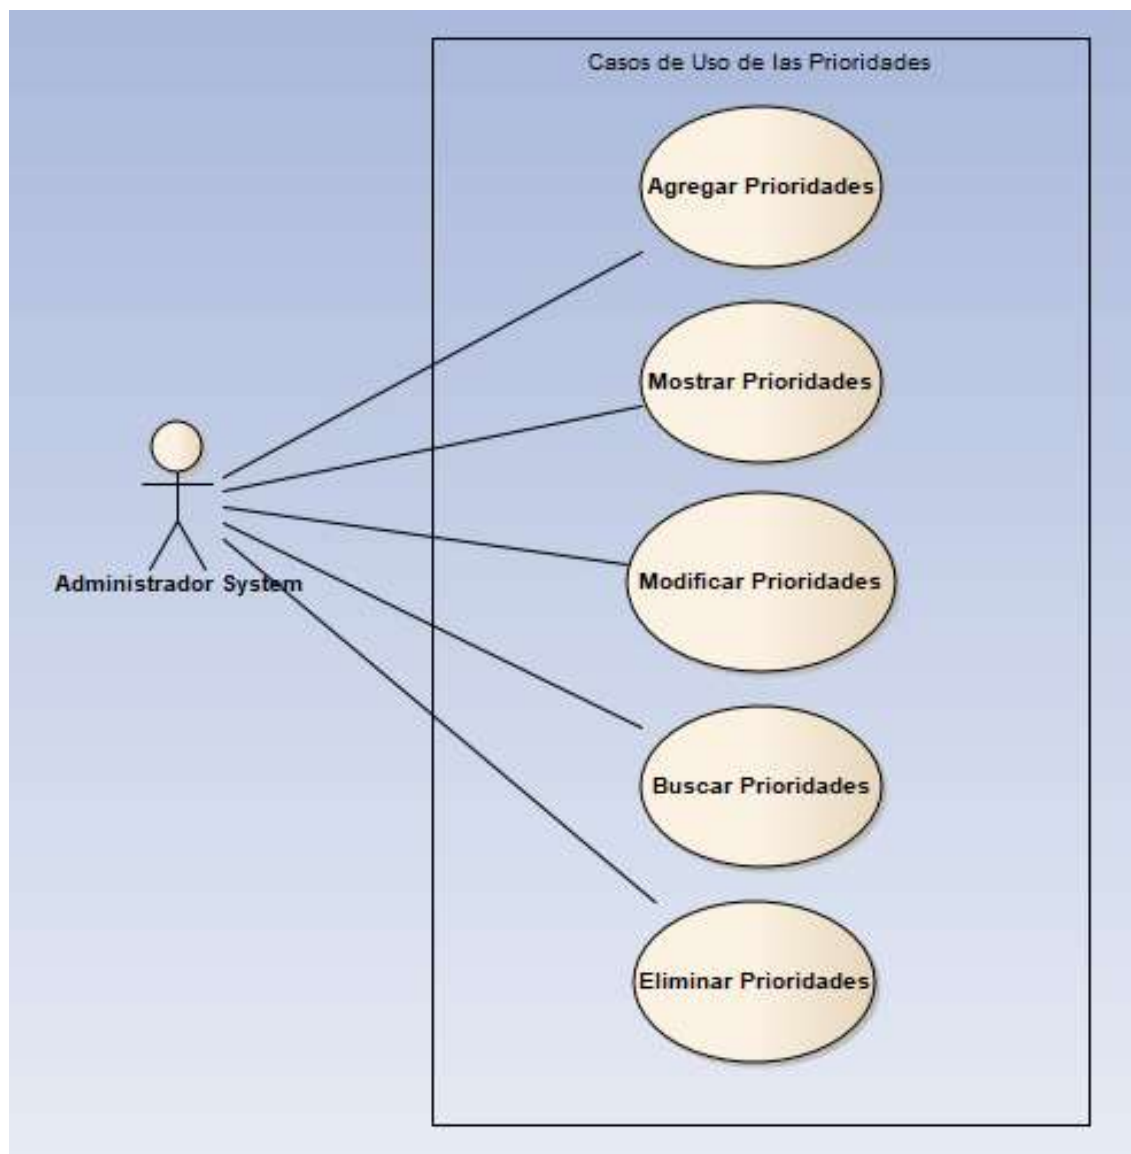 Casos de Uso de las Prioridades
Agregar Prioridades
Mostrar Prioridades
Administrador System
Modificar Prioridades
Buscar Prioridades
Eliminar Prioridades